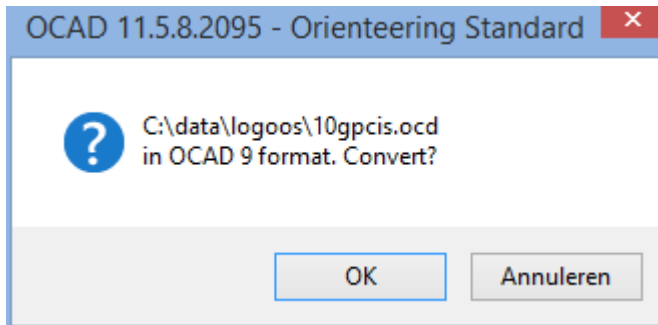 OCAD 11.5.8.2095 - Orienteering Standard
C:\data\logoos\10gpcis.ocd
in OCAD 9 format. Convert?
OK
Annuleren